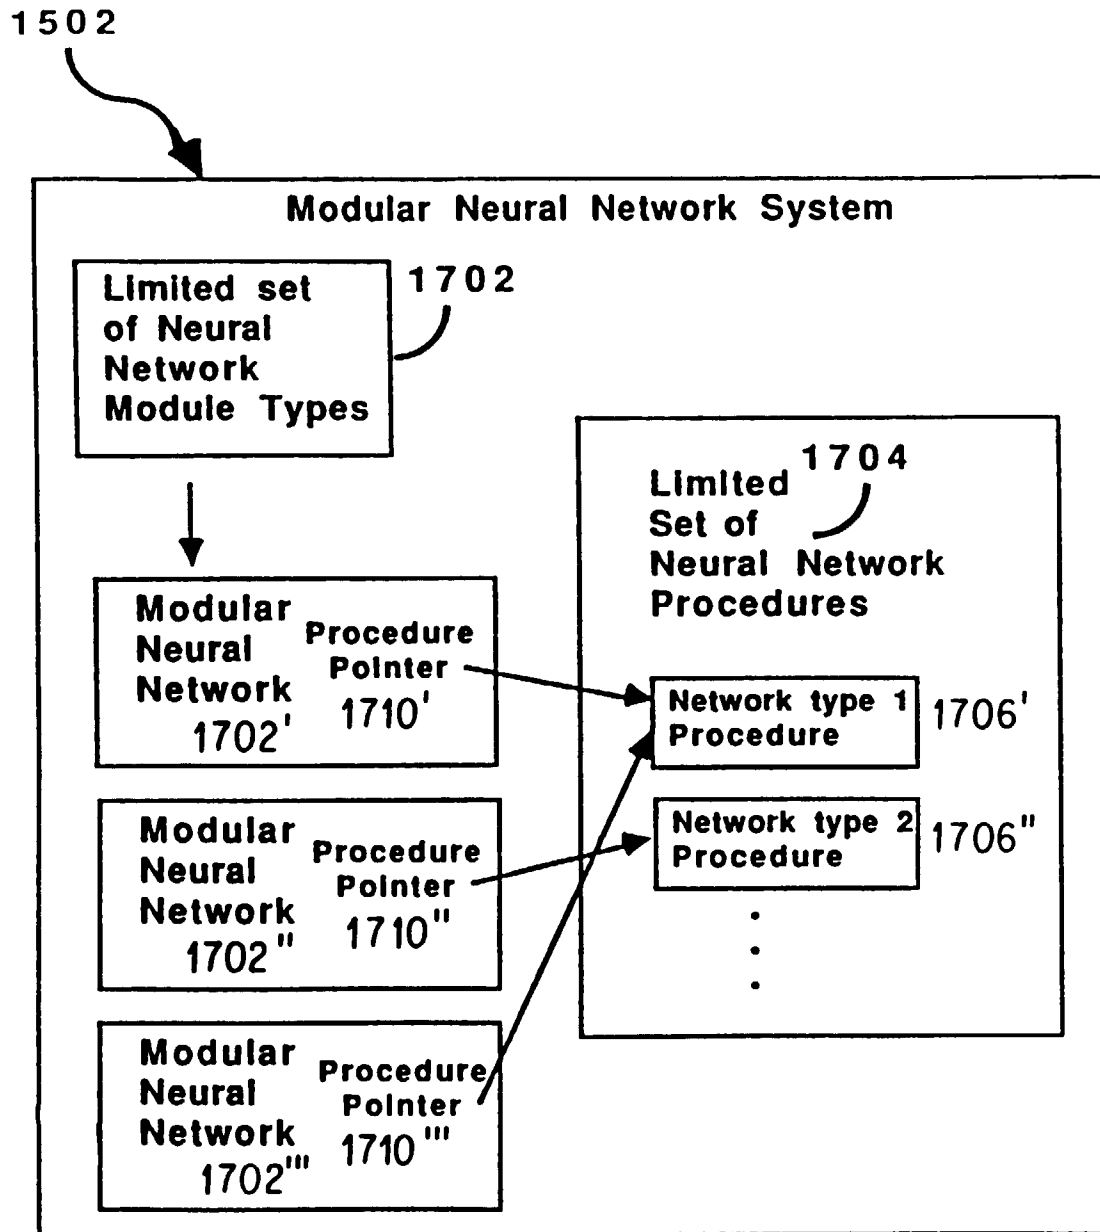 1502
Modular Neural Network System
Limited set
of Neural
Network
Module Types
1702
1704
Limited
Set of
Neural Network
Procedures
Modular
Neural
Network
1702'
Procedure
Pointer
1710'
Network type 1
Procedure
1706'
Modular
Neural
Network
1702"
Procedure
Pointer
1710"
Network type 2
Procedure
1706"
Modular
Neural
Network
1702'''
Procedure
Pointer
1710'''